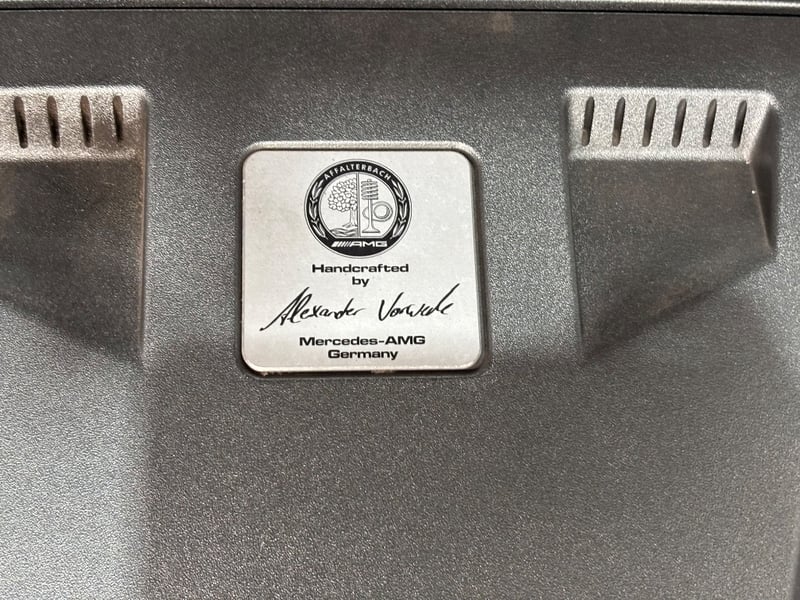 AFFALTERBACH
AMG
Handcrafted
by
Alexander Vorwerk
Mercedes-AMG
Germany